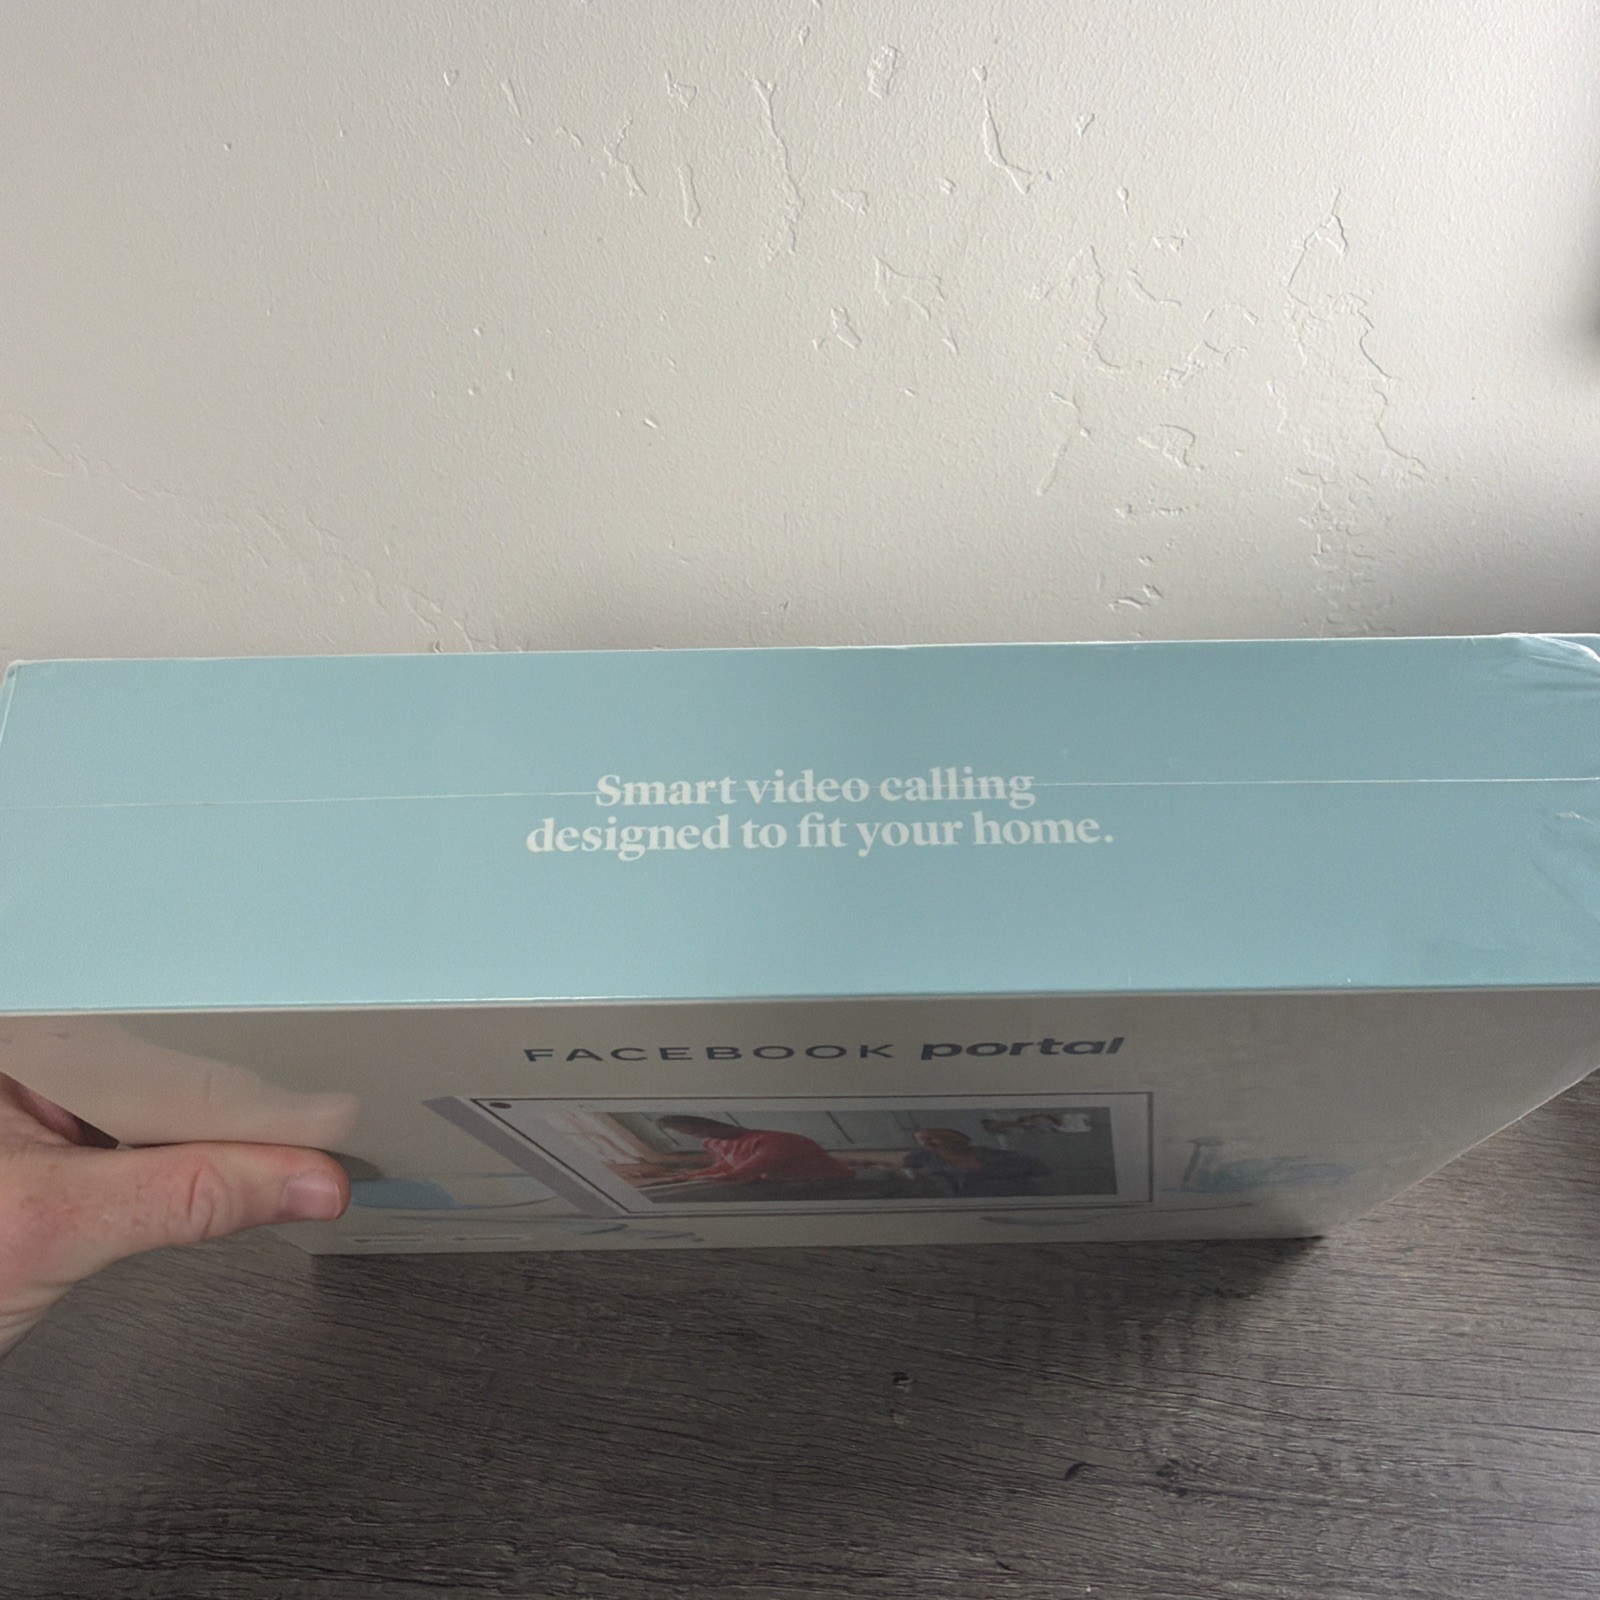 Smart video calling
designed to fit your home.
FACEBOOK portal